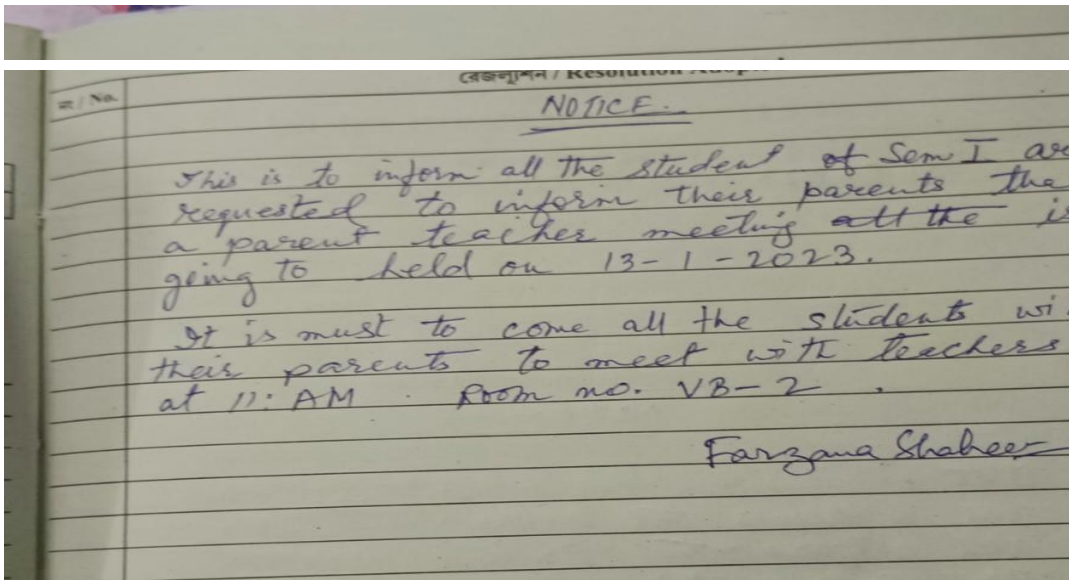 রেজল্যুশন / Resolution
নং / No.
NOTICE.
This is to inform all the student of Sem I are
requested to inform their parents tha
a parent teacher meeting all the is
going to held on 13-1-2023.
It is must to come all the students wi
their parents to meet with teachers
at 11: AM . Room no. VB-2 .
Farzana Shaheen